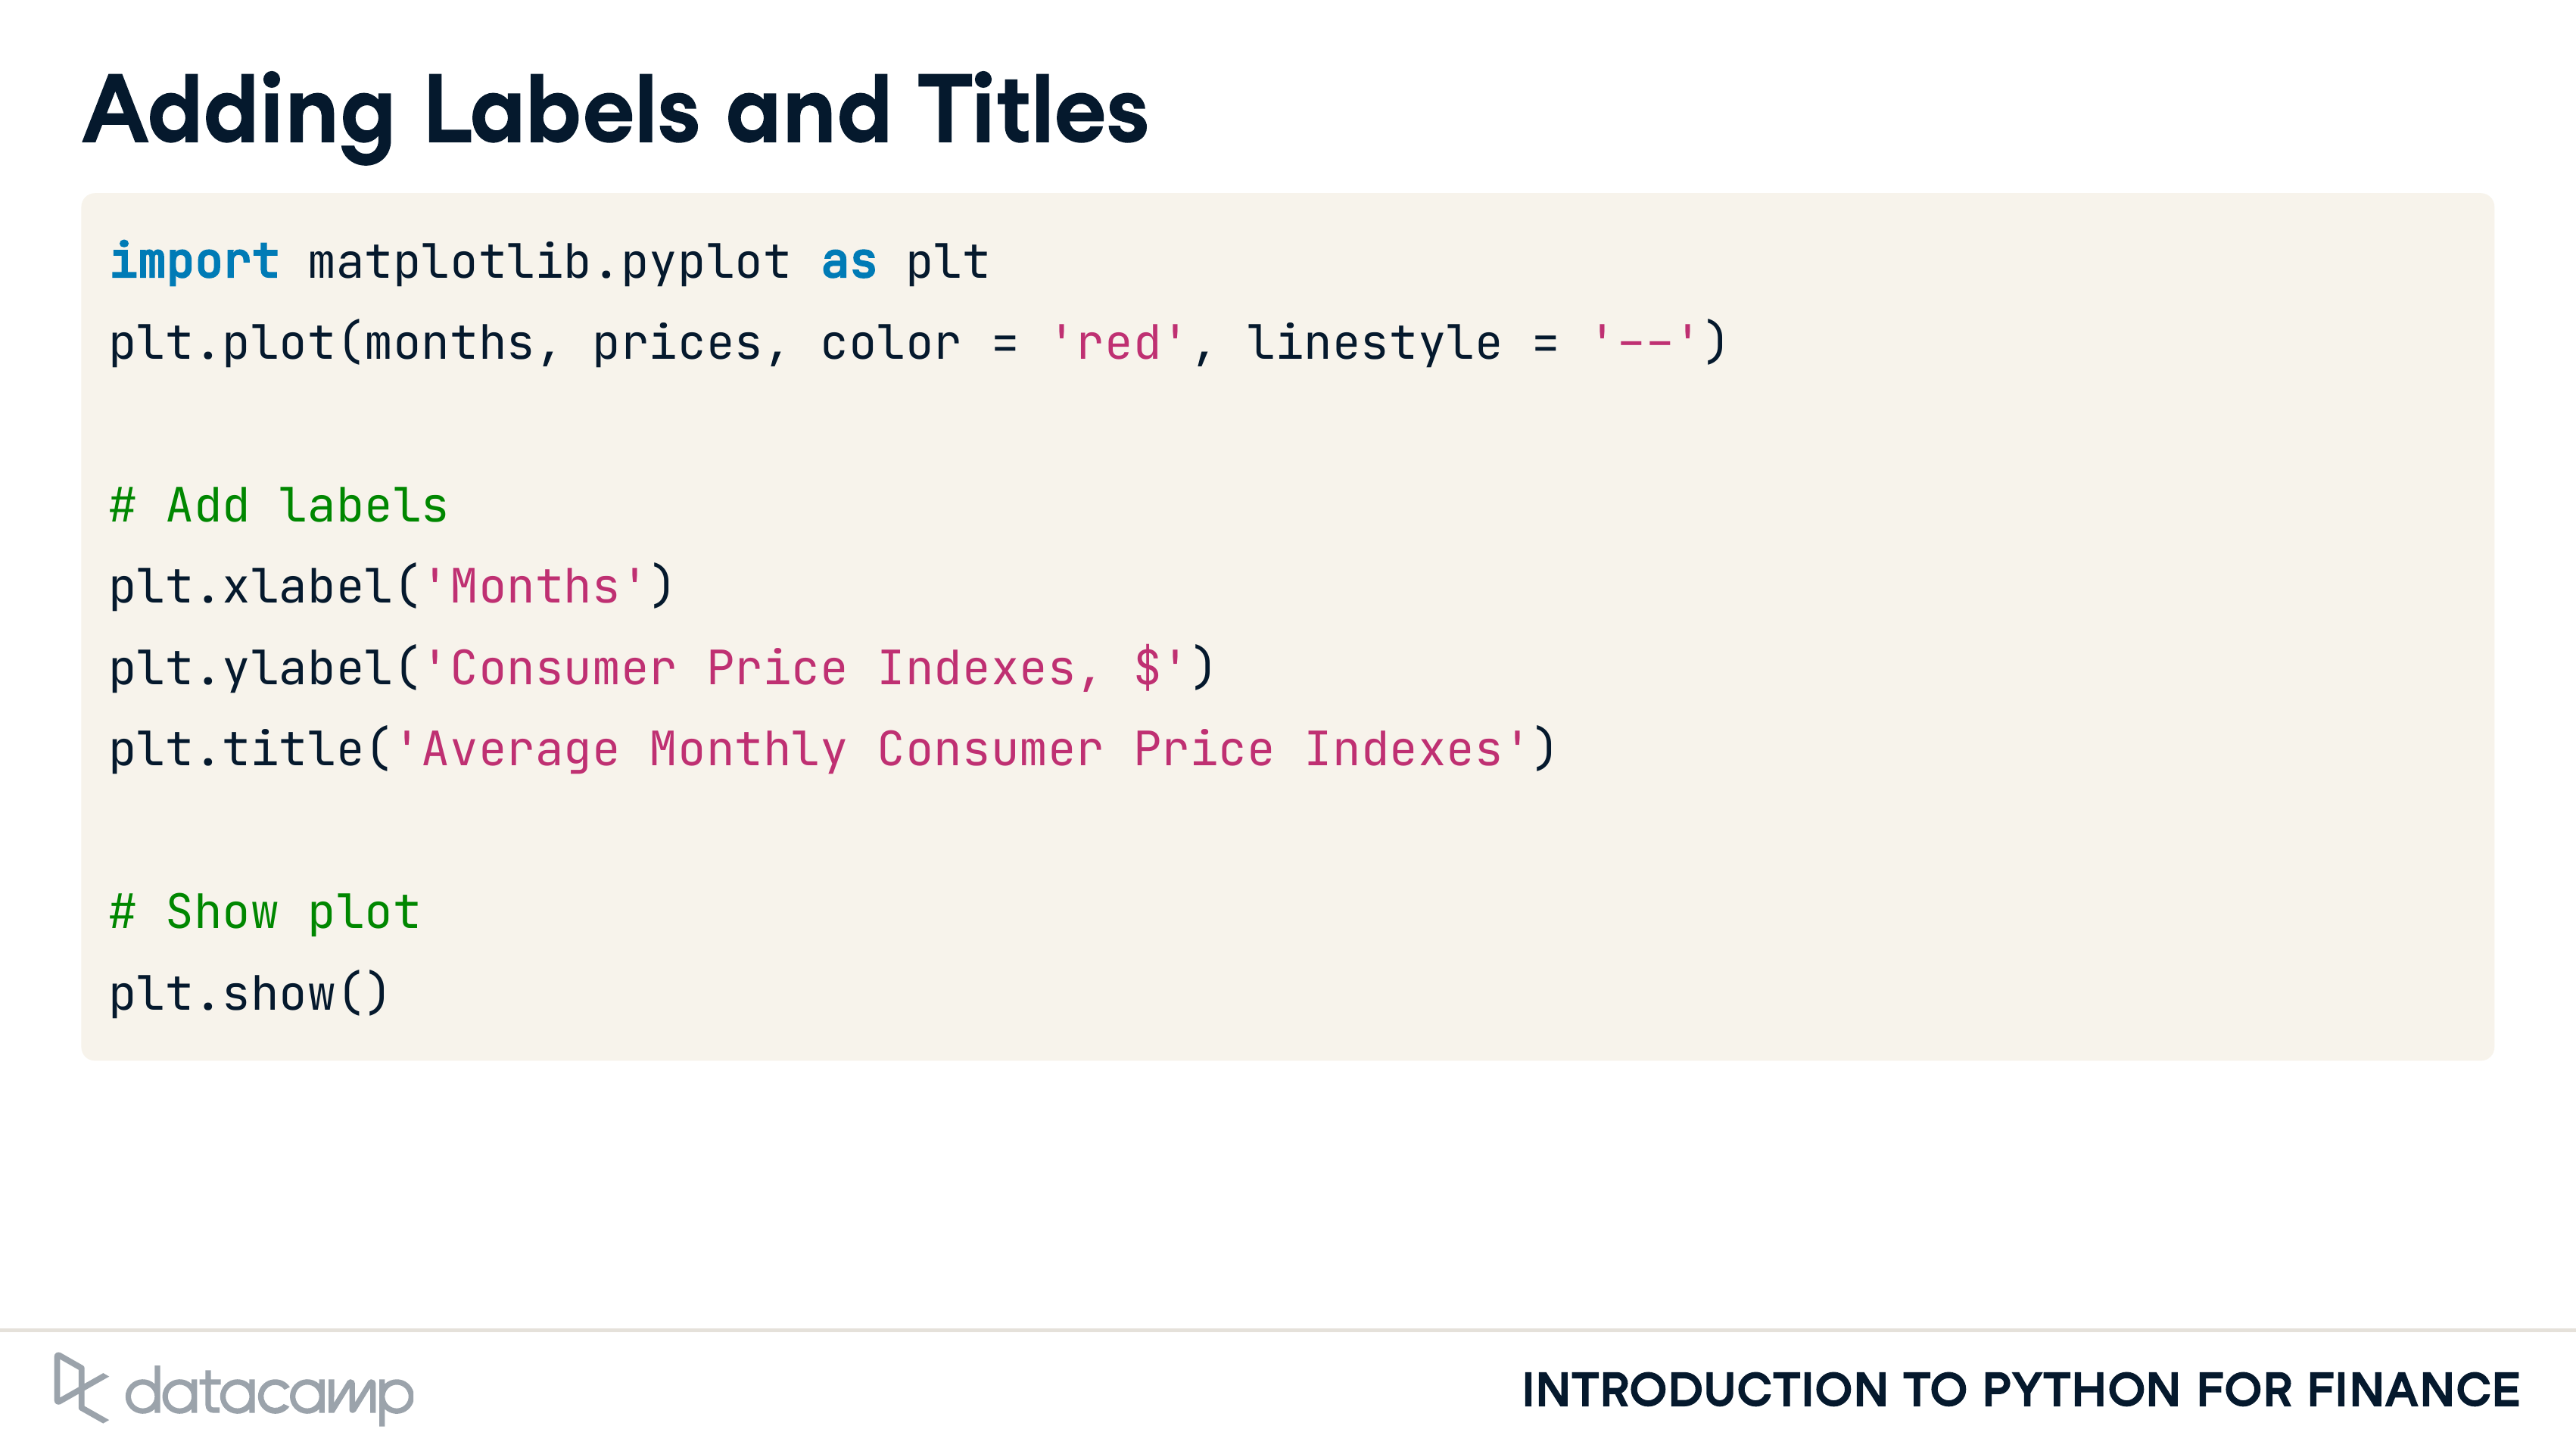 Adding Labels and Titles
import matplotlib.pyplot as plt
plt.plot(months, prices, color = 'red', linestyle = '--')
# Add labels
plt.xlabel('Months')
plt.ylabel('Consumer Price Indexes, $')
plt.title('Average Monthly Consumer Price Indexes')
# Show plot
plt.show()
datacamp
INTRODUCTION TO PYTHON FOR FINANCE